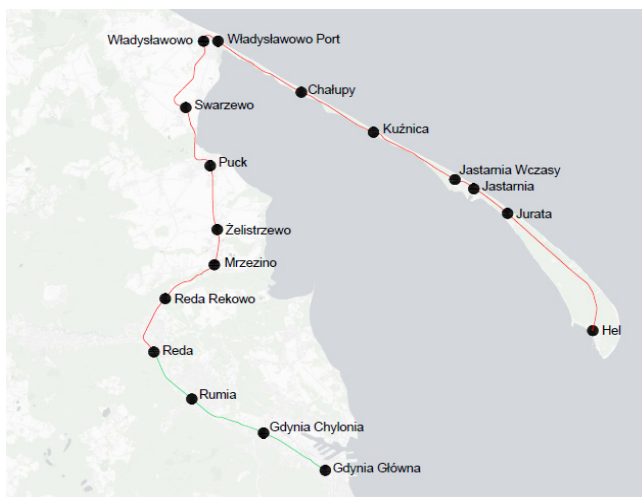 Władysławowo
Władysławowo Port
Chałupy
Swarzewo
Kuźnica
Puck
Jastarnia Wczasy
Jastarnia
Jurata
Żelistrzewo
Mrzezino
Reda Rekowo
Hel
Reda
Rumia
Gdynia Chylonia
Gdynia Główna